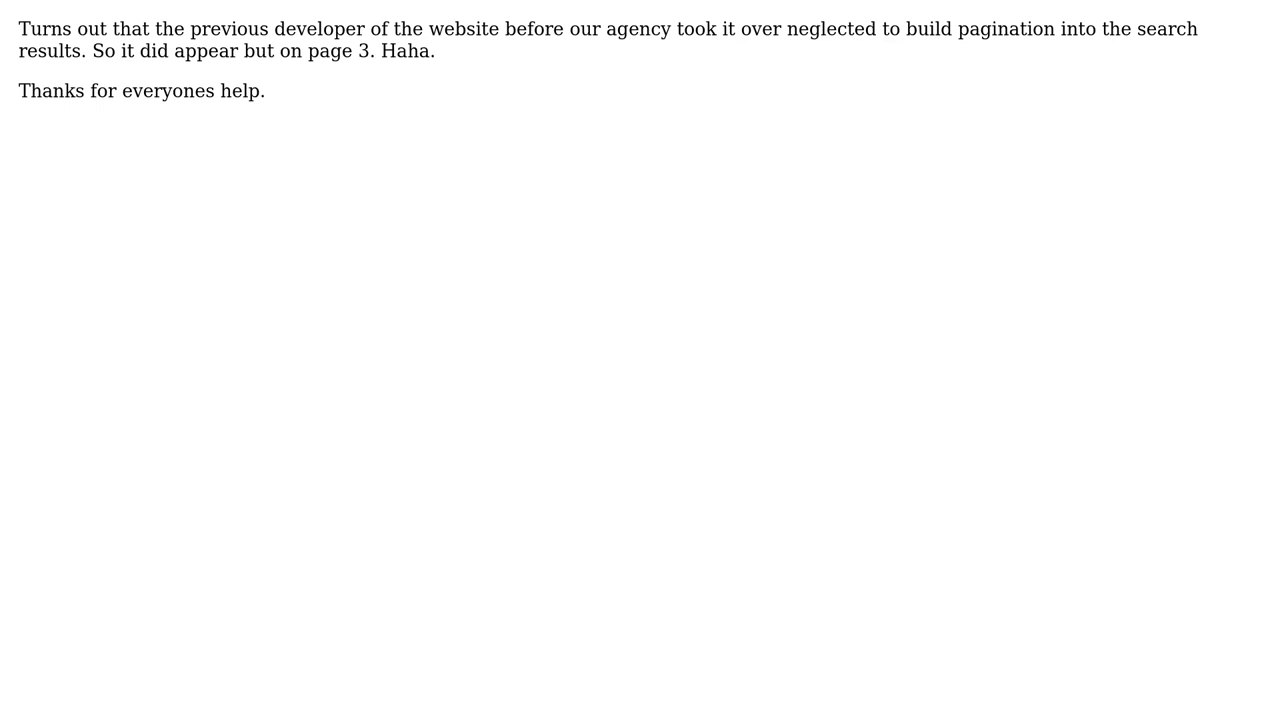 Turns out that the previous developer of the website before our agency took it over neglected to build pagination into the search
results. So it did appear but on page 3. Haha.
Thanks for everyones help.